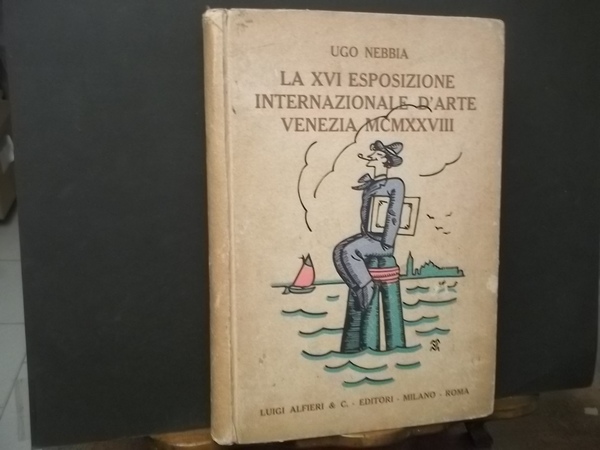 UGO NEBBIA
LA XVI ESPOSIZIONE
INTERNAZIONALE D'ARTE
VENEZIA MCMXXVIII
LUIGI ALFIERI & C. - EDITORI - MILANO - ROMA